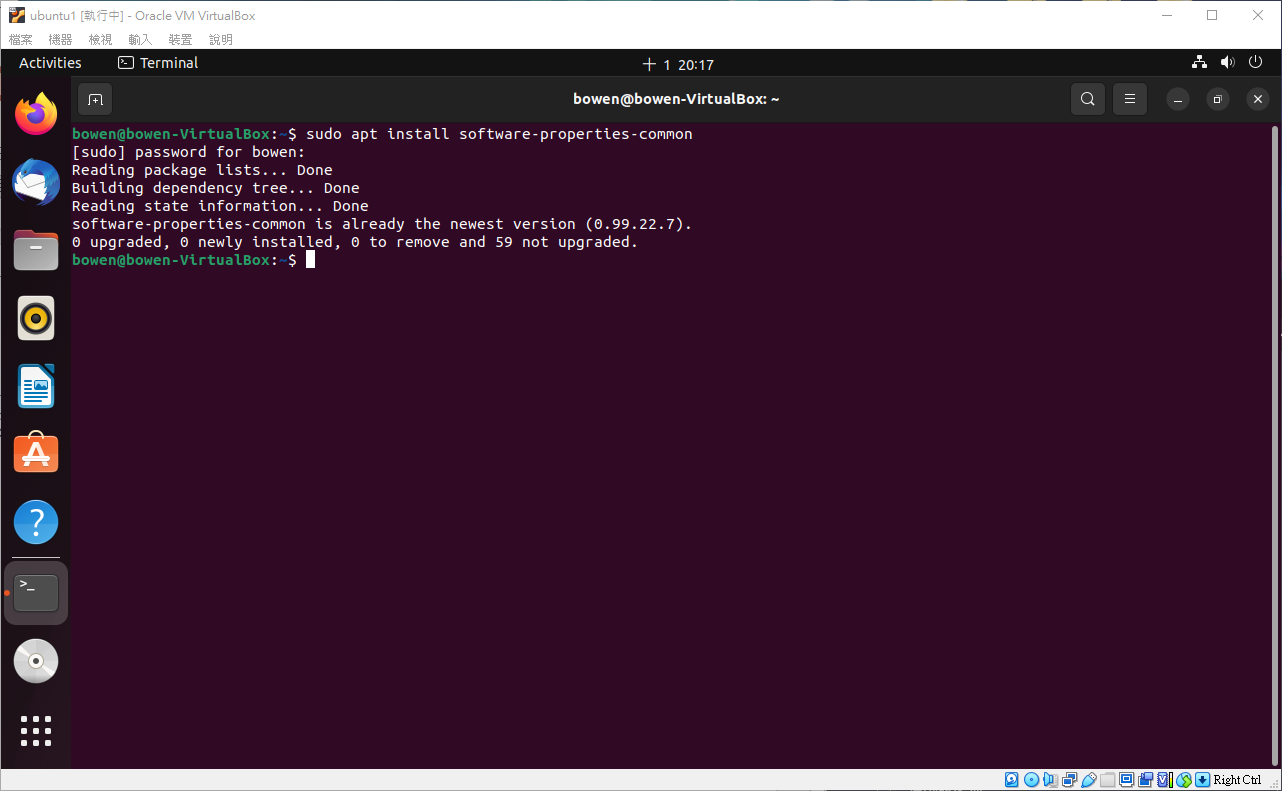 ubuntu1 [執行中] - Oracle VM VirtualBox
檔案 機器 檢視 輸入 裝置 說明
Activities Terminal 十 1 20:17
bowen@bowen-VirtualBox: ~
bowen@bowen-VirtualBox:~$ sudo apt install software-properties-common
[sudo] password for bowen:
Reading package lists... Done
Building dependency tree... Done
Reading state information... Done
software-properties-common is already the newest version (0.99.22.7).
0 upgraded, 0 newly installed, 0 to remove and 59 not upgraded.
bowen@bowen-VirtualBox:~$
Right Ctrl